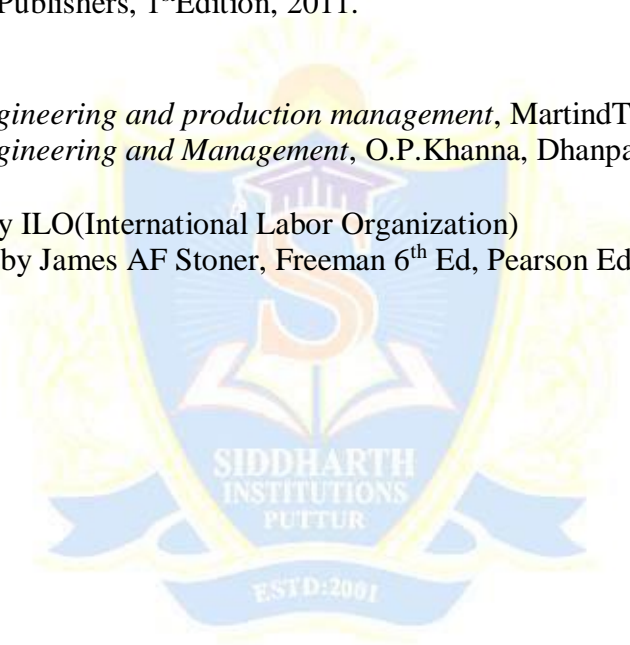 Publishers, 1stEdition, 2011.
gineering and production management, MartindT
gineering and Management, O.P.Khanna, Dhanpa
y ILO(International Labor Organization)
by James AF Stoner, Freeman 6th Ed, Pearson Ed
S
SIDDHARTH
INSTITUTIONS
PUTTUR
ESTD:2001